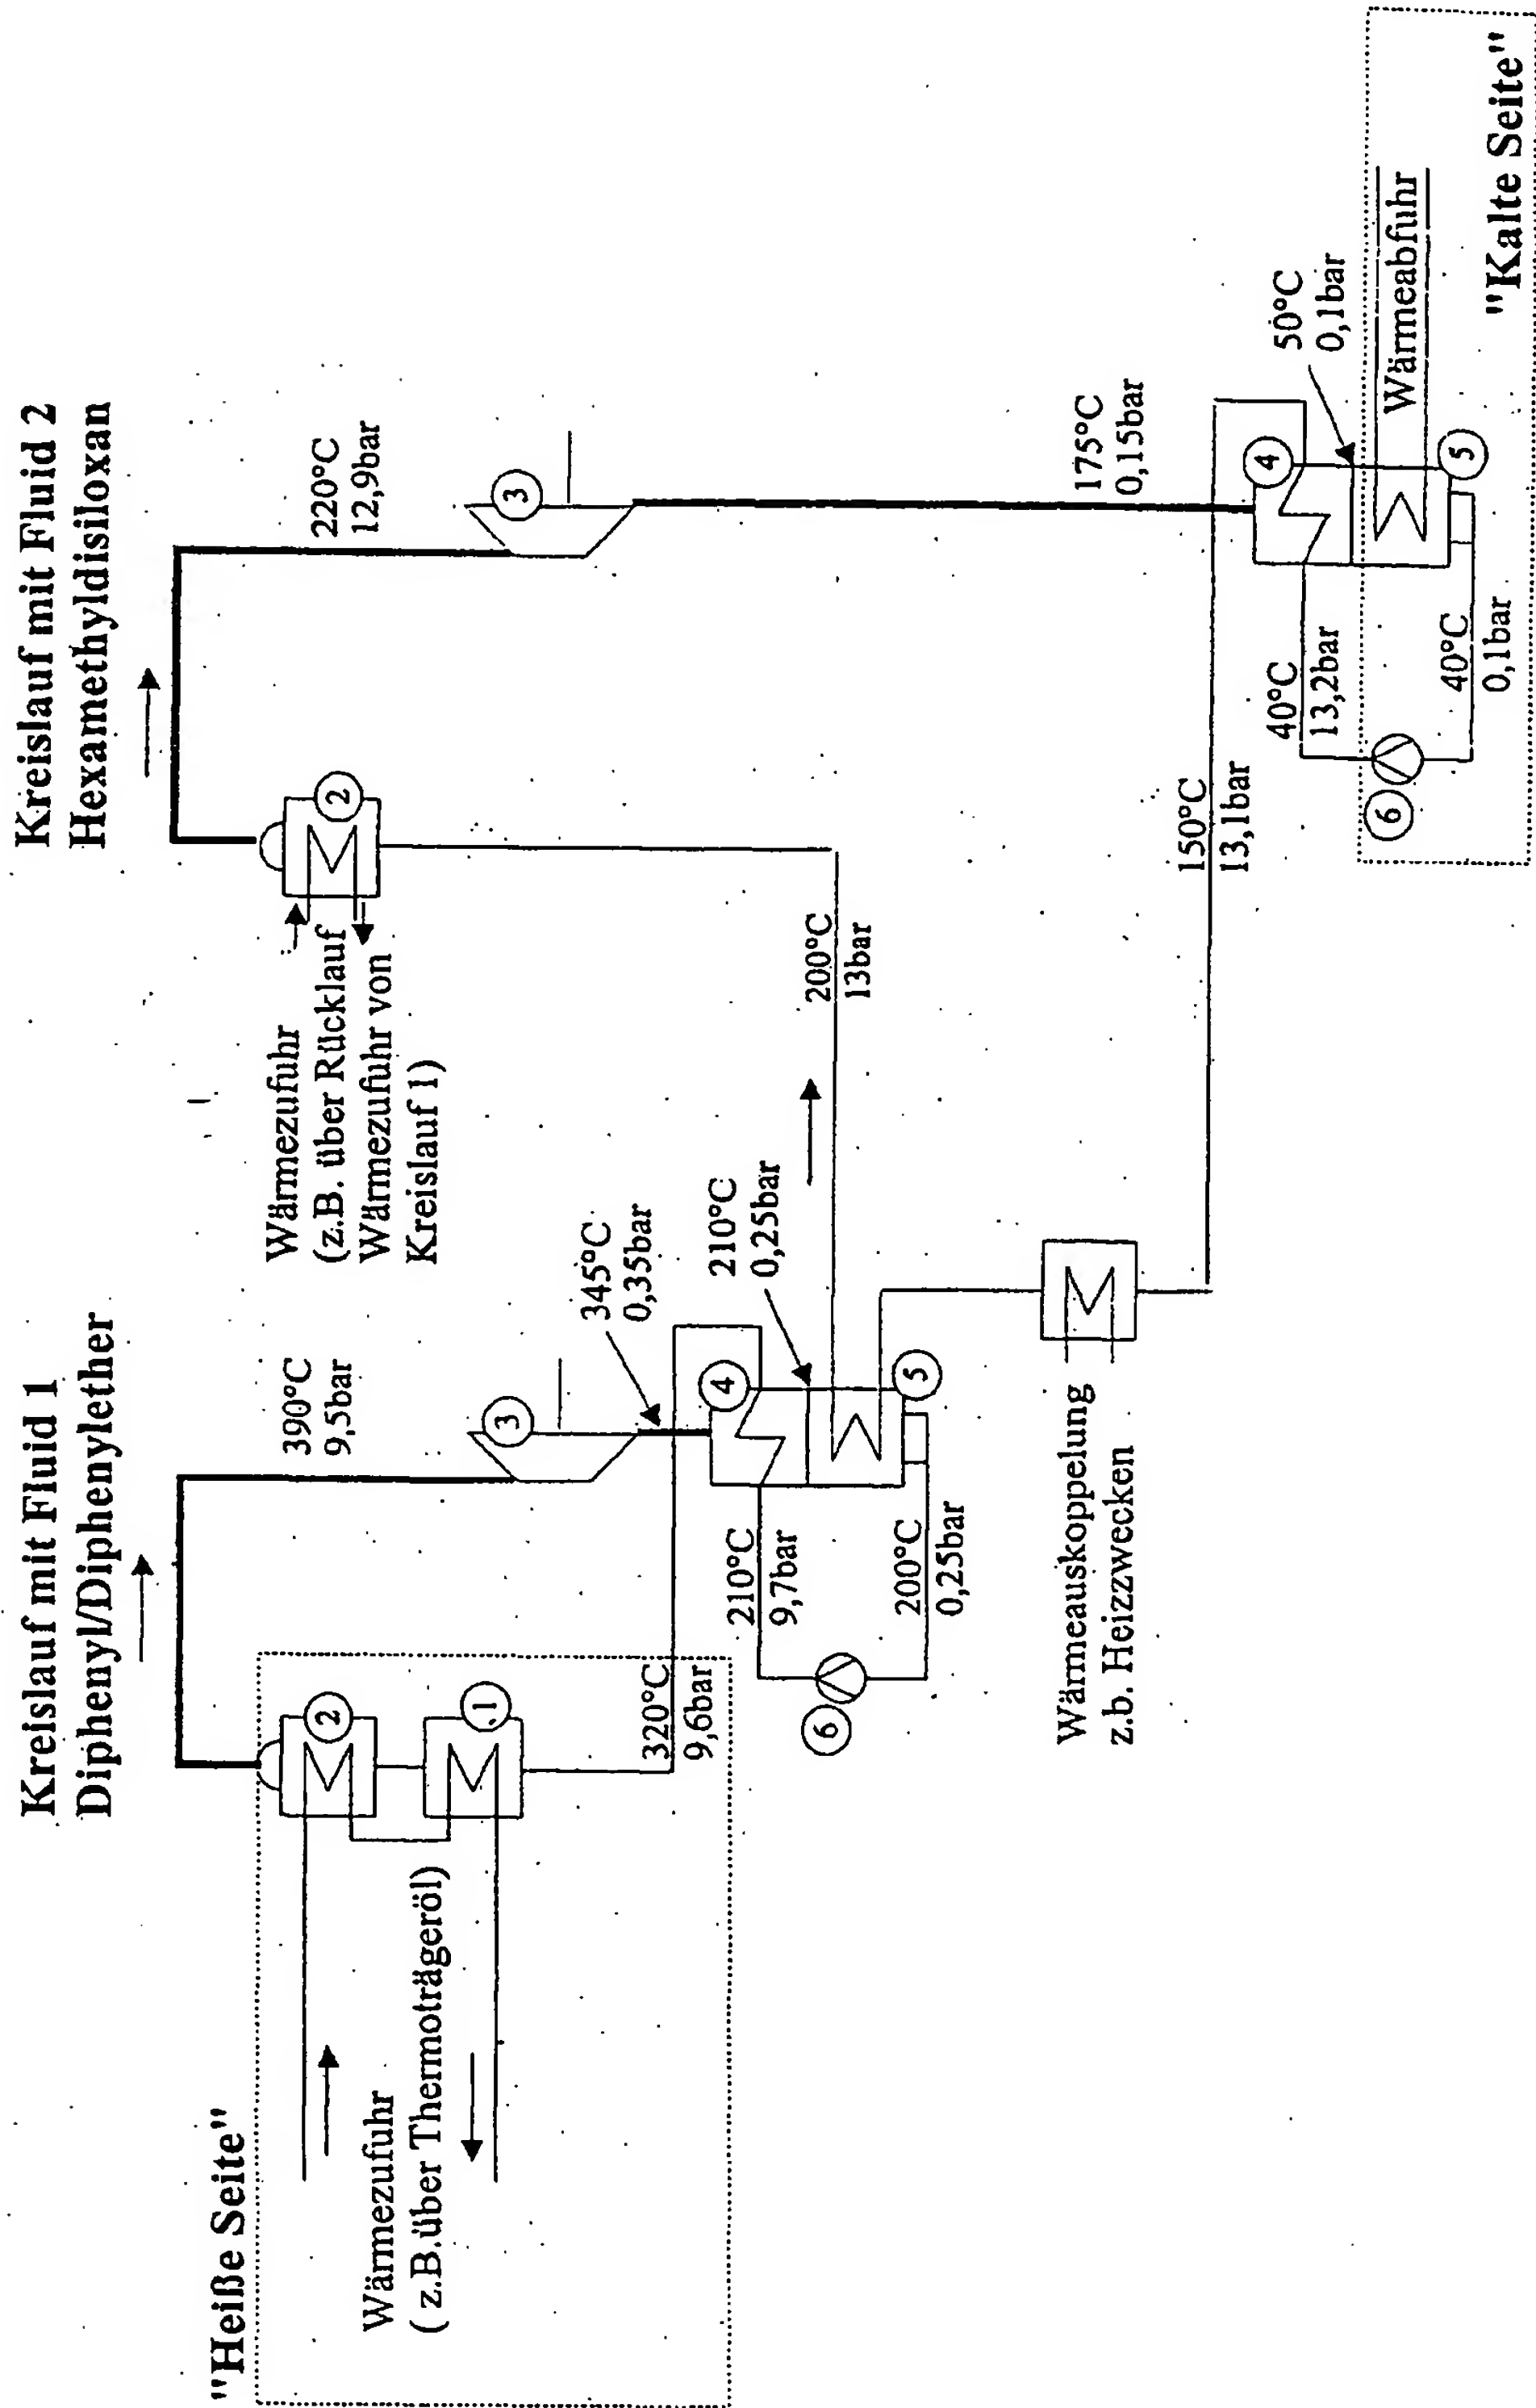 Kreislauf mit Fluid 1
Diphenyl/Diphenylether
Kreislauf mit Fluid 2
Hexamethyldisiloxan
"Heiße Seite"
Wärmezufuhr
( z.B.über Thermoträgeröl)
2
1
390°C
9,5bar
3
345°C
0,35bar
320°C
9,6bar
4
210°C
9,7bar
210°C
0,25bar
5
200°C
0,25bar
6
Wärmeauskoppelung
z.b. Heizzwecken
Wärmezufuhr
(z.B. über Rücklauf
Wärmezufuhr von
Kreislauf 1)
2
220°C
12,9bar
3
200°C
13bar
175°C
0,15bar
150°C
13,1bar
4
50°C
0,1bar
40°C
13,2bar
Wärmeabfuhr
5
40°C
0,1bar
6
"Kalte Seite"